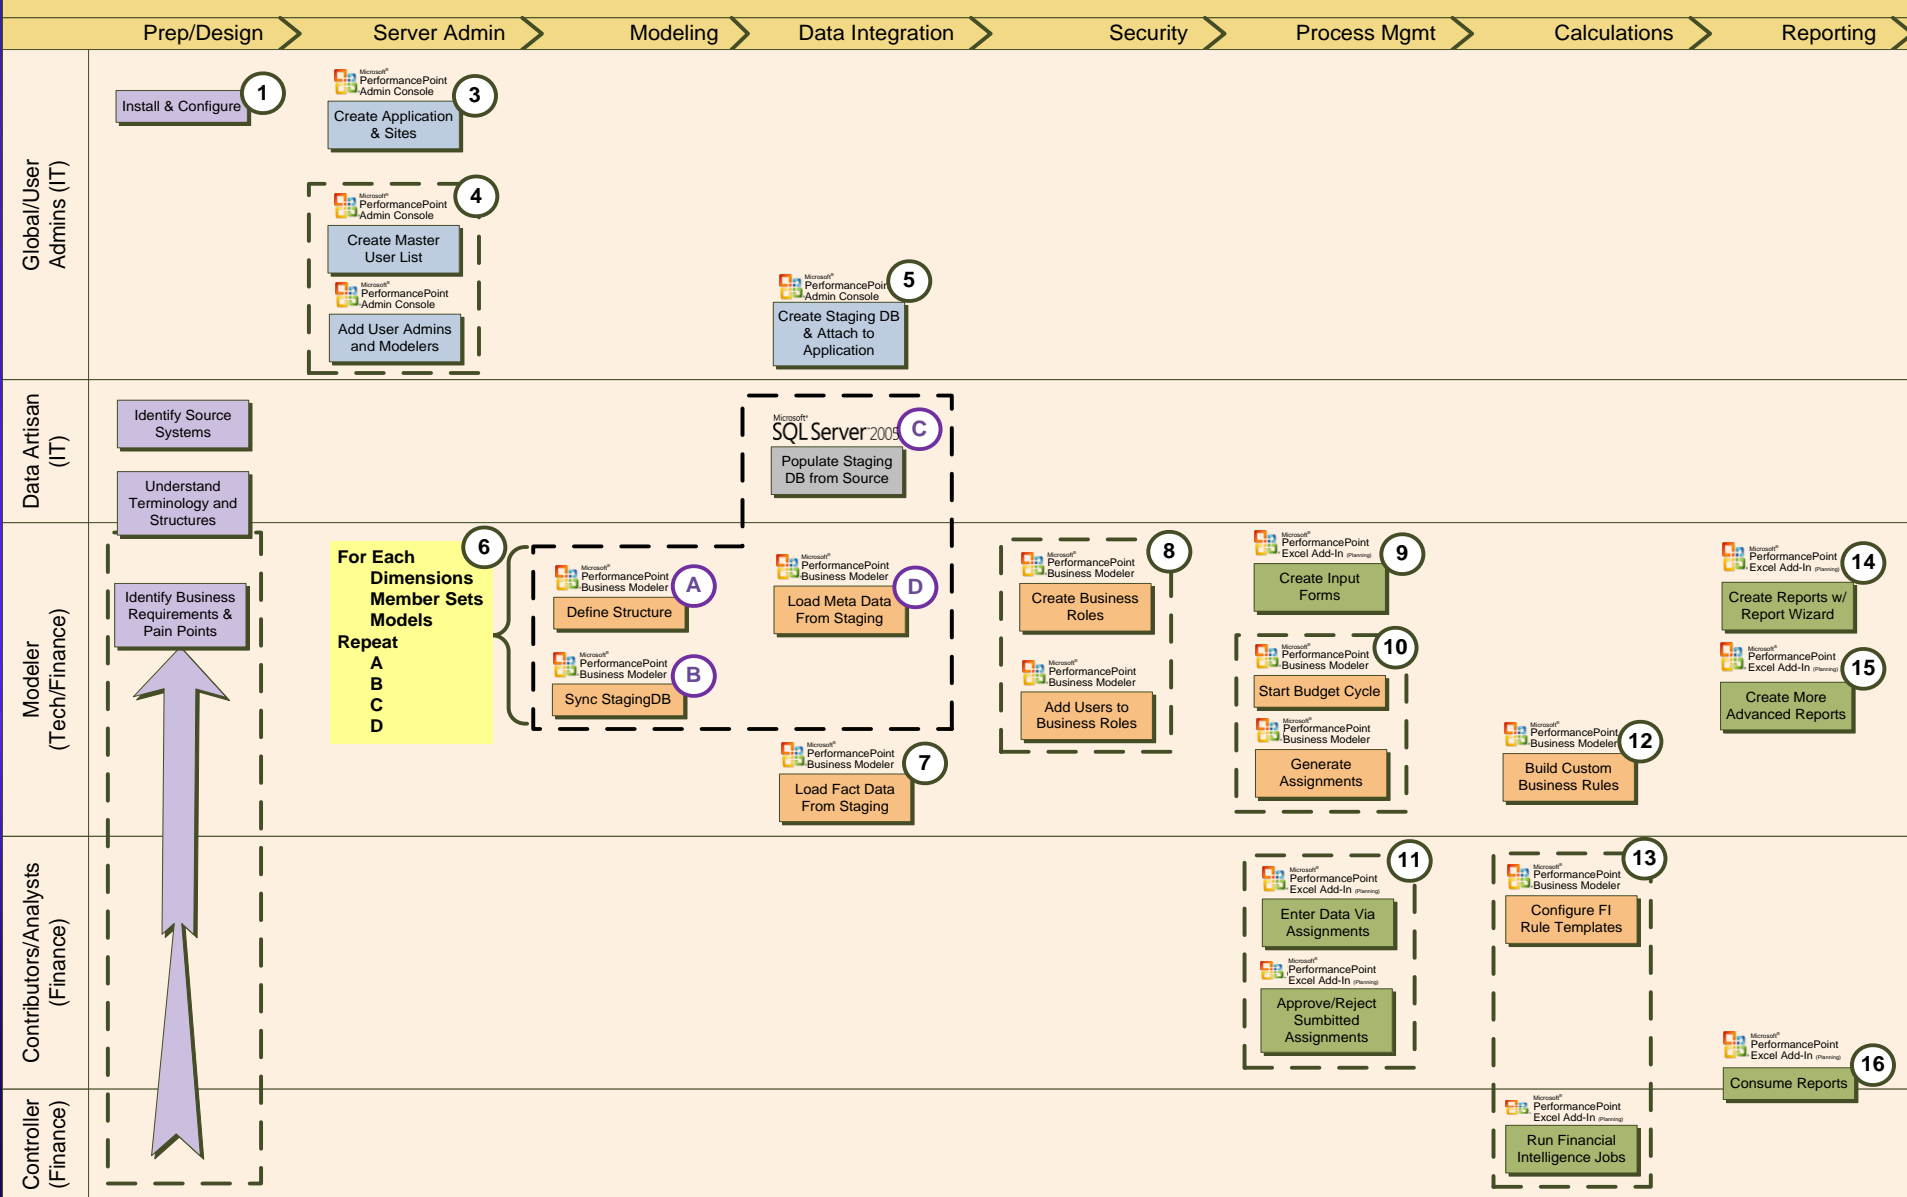 Prep/Design
Server Admin
Modeling
Data Integration
Security
Process Mgmt
Calculations
Reporting
Global/User
Admins (IT)
Install & Configure
1
Microsoft®
PerformancePoint
Admin Console
3
Create Application
& Sites
4
Microsoft®
PerformancePoint
Admin Console
Create Master
User List
Microsoft®
PerformancePoint
Admin Console
Add User Admins
and Modelers
Microsoft®
PerformancePoin
Admin Console
5
Create Staging DB
& Attach to
Application
Data Artisan
(IT)
Identify Source
Systems
Understand
Terminology and
Structures
Microsoft®
SQL Server 2005
C
Populate Staging
DB from Source
Modeler
(Tech/Finance)
Identify Business
Requirements &
Pain Points
6
For Each
Dimensions
Member Sets
Models
Repeat
A
B
C
D
Microsoft®
PerformancePoint
Business Modeler
A
Define Structure
Microsoft®
PerformancePoint
Business Modeler
B
Sync StagingDB
Microsoft®
PerformancePoint
Business Modeler
D
Load Meta Data
From Staging
Microsoft®
PerformancePoint
Business Modeler
7
Load Fact Data
From Staging
8
Microsoft®
PerformancePoint
Business Modeler
Create Business
Roles
Microsoft®
PerformancePoint
Business Modeler
Add Users to
Business Roles
Microsoft®
PerformancePoint
Excel Add-In (Planning)
9
Create Input
Forms
10
Microsoft®
PerformancePoint
Business Modeler
Start Budget Cycle
Microsoft®
PerformancePoint
Business Modeler
Generate
Assignments
Microsoft®
PerformancePoint
Business Modeler
12
Build Custom
Business Rules
Microsoft®
PerformancePoint
Excel Add-In (Planning)
14
Create Reports w/
Report Wizard
Microsoft®
PerformancePoint
Excel Add-In (Planning)
15
Create More
Advanced Reports
Contributors/Analysts
(Finance)
11
Microsoft®
PerformancePoint
Excel Add-In (Planning)
Enter Data Via
Assignments
Microsoft®
PerformancePoint
Excel Add-In (Planning)
Approve/Reject
Sumbitted
Assignments
13
Microsoft®
PerformancePoint
Business Modeler
Configure FI
Rule Templates
Microsoft®
PerformancePoint
Excel Add-In (Planning)
16
Consume Reports
Controller
(Finance)
Microsoft®
PerformancePoint
Excel Add-In (Planning)
Run Financial
Intelligence Jobs